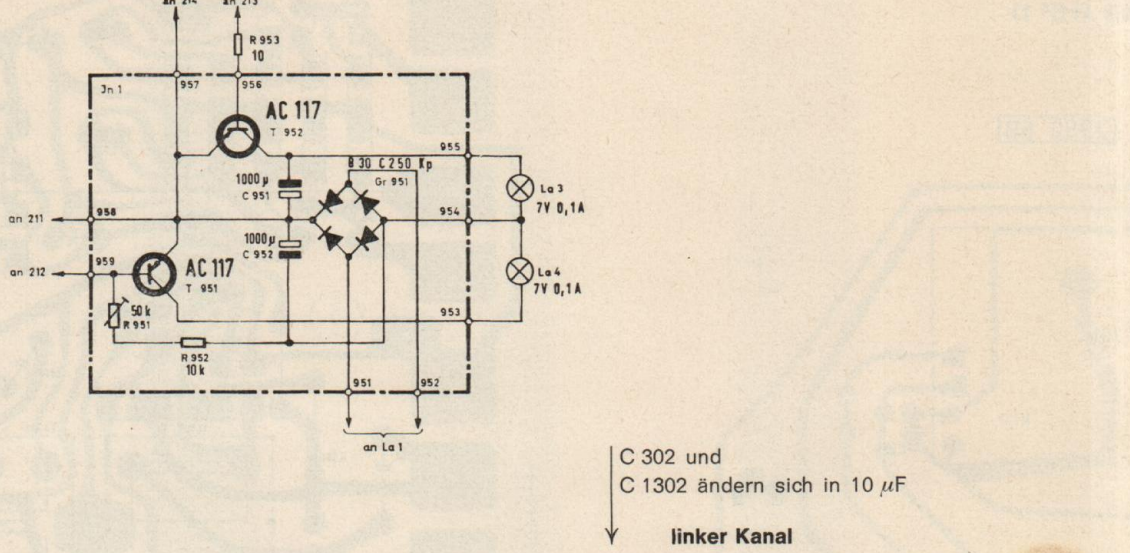 an 214 an 213
R 953
10
957 956
Jn 1
AC 117
T 952
955
B 30 C 250 Kp
Gr 951
1000 µ
C 951
La 3
7V 0,1A
an 211
958
954
1000 µ
C 952
an 212
959
AC 117
T 951
La 4
7V 0,1A
50 k
R 951
953
R 952
10 k
951 952
an La 1
C 302 und
C 1302 ändern sich in 10 µF
linker Kanal